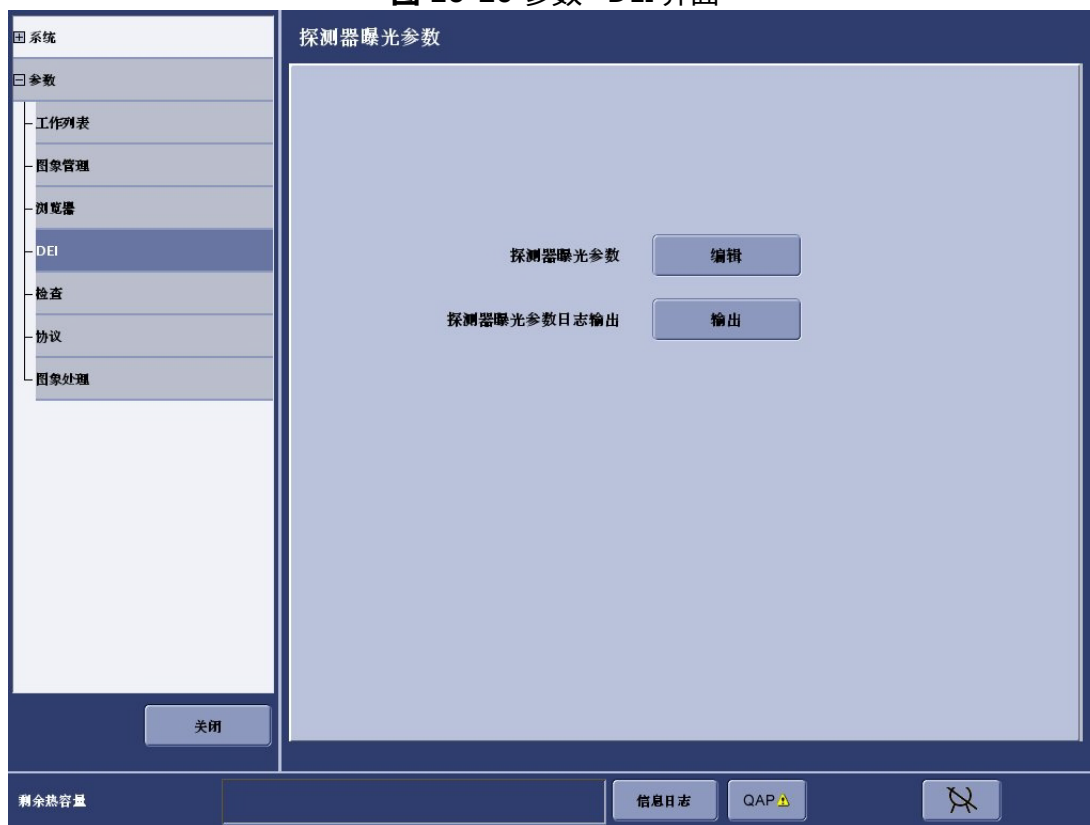 系统
参数
工作列表
图象管理
浏览器
DEI
检查
协议
图象处理
关闭
探测器曝光参数
探测器曝光参数 编辑
探测器曝光参数日志输出 输出
剩余热容量 信息日志 QAP